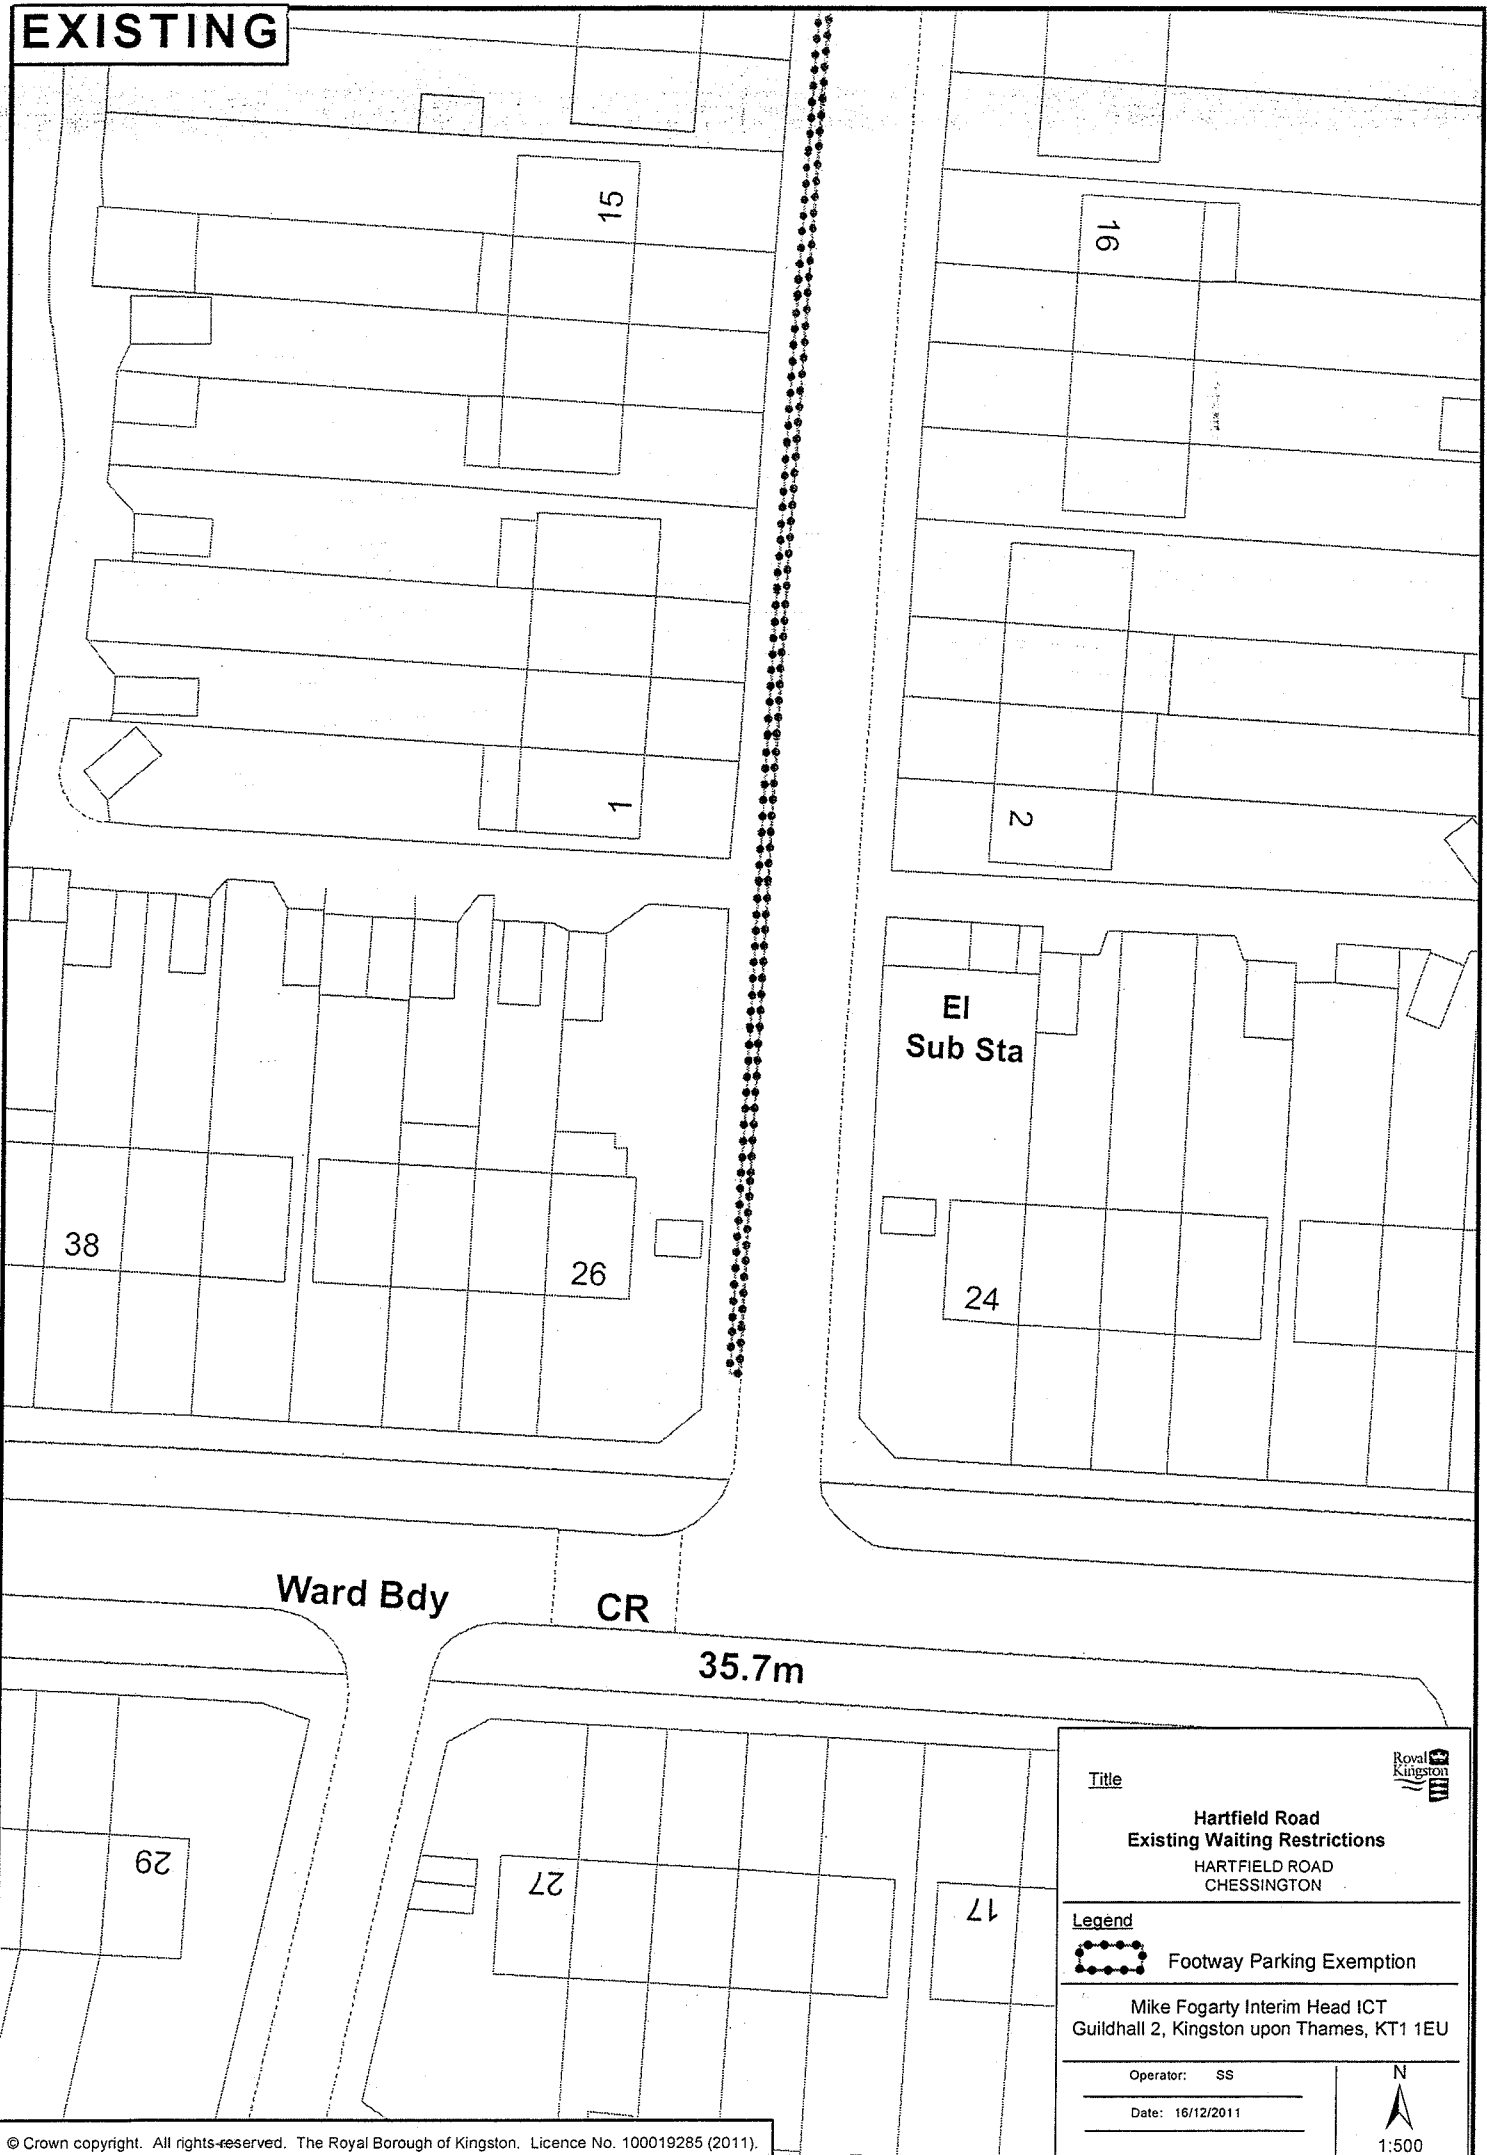 EXISTING
15
16
1
2
El
Sub Sta
38
26
24
Ward Bdy
CR
35.7m
29
27
17
Title
Royal
Kingston
Hartfield Road
Existing Waiting Restrictions
HARTFIELD ROAD
CHESSINGTON
Legend
Footway Parking Exemption
Mike Fogarty Interim Head ICT
Guildhall 2, Kingston upon Thames, KT1 1EU
Operator: SS
Date: 16/12/2011
N
1:500
© Crown copyright. All rights reserved. The Royal Borough of Kingston. Licence No. 100019285 (2011).